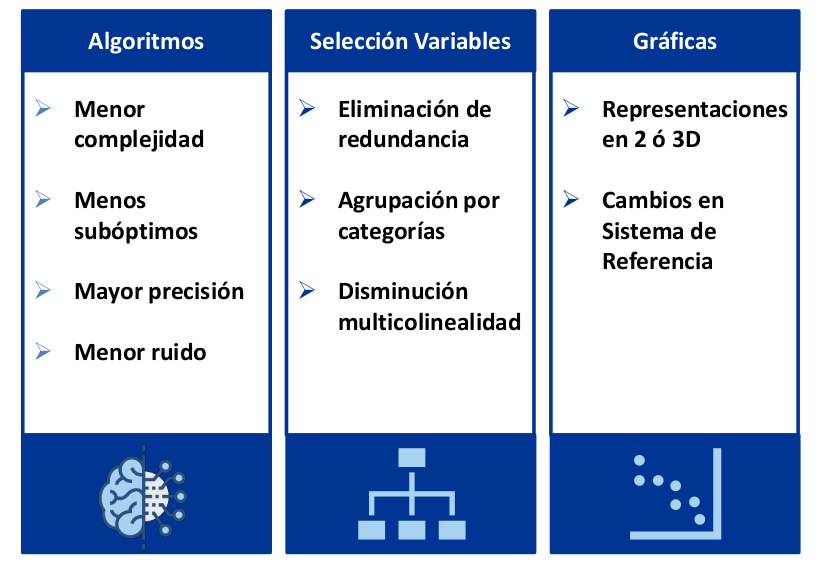 Algoritmos
Menor
complejidad
Menos
subóptimos
Mayor precisión
Menor ruido
Selección Variables
Eliminación de
redundancia
Agrupación por
categorías
Disminución
multicolinealidad
Gráficas
Representaciones
en 2 ó 3D
Cambios en
Sistema de
Referencia